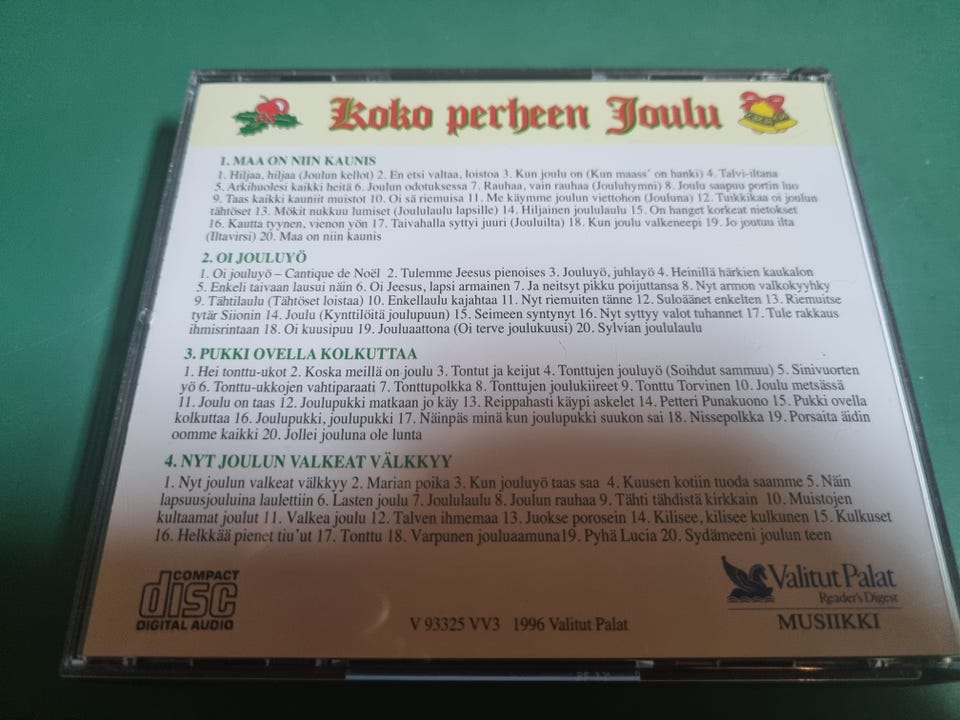 Koko perheen Joulu
1. MAA ON NIIN KAUNIS
1. Hiljaa, hiljaa (Joulun kellot) 2. En etsi valtaa, loistoa 3. Kun joulu on (Kun maass' on hanki) 4. Talvi-iltana
5. Arkihuolesi kaikki heitä 6. Joulun odotuksessa 7. Rauhaa, vain rauhaa (Jouluhymni) 8. Joulu saapuu portin luo
9. Taas kaikki kauniit muistot 10. Oi sä riemuisa 11. Me käymme joulun viettohon (Jouluna) 12. Tuikkikaa oi joulun
tähtöset 13. Mökit nukkuu lumiset (Joululaulu lapsille) 14. Hiljainen joululaulu 15. On hanget korkeat nietokset
16. Kautta tyynen, vienon yön 17. Taivahalla syttyi juuri (Jouluilta) 18. Kun joulu valkeneepi 19. Jo joutuu ilta
(Iltavirsi) 20. Maa on niin kaunis
2. OI JOULUYÖ
1. Oi jouluyö – Cantique de Noël 2. Tulemme Jeesus pienoises 3. Jouluyö, juhlayö 4. Heinillä härkien kaukalon
5. Enkeli taivaan lausui näin 6. Oi Jeesus, lapsi armainen 7. Ja neitsyt pikku poijuttansa 8. Nyt armon valkokyyhky
9. Tähtilaulu (Tähtöset loistaa) 10. Enkellaulu kajahtaa 11. Nyt riemuiten tänne 12. Suloäänet enkelten 13. Riemuitse
tytär Siionin 14. Joulu (Kynttilöitä joulupuun) 15. Seimeen syntynyt 16. Nyt syttyy valot tuhannet 17. Tule rakkaus
ihmisrintaan 18. Oi kuusipuu 19. Jouluaattona (Oi terve joulukuusi) 20. Sylvian joululaulu
3. PUKKI OVELLA KOLKUTTAA
1. Hei tonttu-ukot 2. Koska meillä on joulu 3. Tontut ja keijut 4. Tonttujen jouluyö (Soihdut sammuu) 5. Sinivuorten
yö 6. Tonttu-ukkojen vahtiparaati 7. Tonttupolkka 8. Tonttujen joulukiireet 9. Tonttu Torvinen 10. Joulu metsässä
11. Joulu on taas 12. Joulupukki matkaan jo käy 13. Reippahasti käypi askelet 14. Petteri Punakuono 15. Pukki ovella
kolkuttaa 16. Joulupukki, joulupukki 17. Näinpäs minä kun joulupukki suukon sai 18. Nissepolkka 19. Porsaita äidin
oomme kaikki 20. Jollei jouluna ole lunta
4. NYT JOULUN VALKEAT VÄLKKYY
1. Nyt joulun valkeat välkkyy 2. Marian poika 3. Kun jouluyö taas saa 4. Kuusen kotiin tuoda saamme 5. Näin
lapsuusjouluina laulettiin 6. Lasten joulu 7. Joululaulu 8. Joulun rauhaa 9. Tähti tähdistä kirkkain 10. Muistojen
kultaamat joulut 11. Valkea joulu 12. Talven ihmemaa 13. Juokse porosein 14. Kilisee, kilisee kulkunen 15. Kulkuset
16. Helkkää pienet tiu'ut 17. Tonttu 18. Varpunen jouluaamuna19. Pyhä Lucia 20. Sydämeeni joulun teen
COMPACT
disc
DIGITAL AUDIO
V 93325 VV3 1996 Valitut Palat
Valitut Palat
Reader's Digest
MUSIIKKI